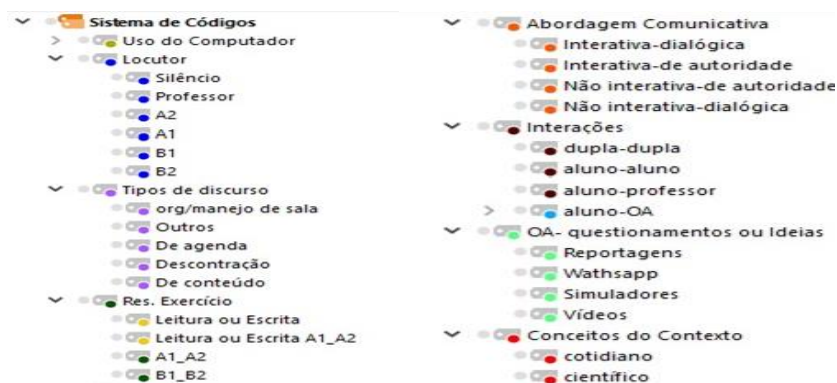 Sistema de Códigos
Uso do Computador
Locutor
Silêncio
Professor
A2
A1
B1
B2
Tipos de discurso
org/manejo de sala
Outros
De agenda
Descontração
De conteúdo
Res. Exercício
Leitura ou Escrita
Leitura ou Escrita A1_A2
A1_A2
B1_B2
Abordagem Comunicativa
Interativa-dialógica
Interativa-de autoridade
Não interativa-de autoridade
Não interativa-dialógica
Interações
dupla-dupla
aluno-aluno
aluno-professor
aluno-OA
OA- questionamentos ou Ideias
Reportagens
Wathsapp
Simuladores
Vídeos
Conceitos do Contexto
cotidiano
científico